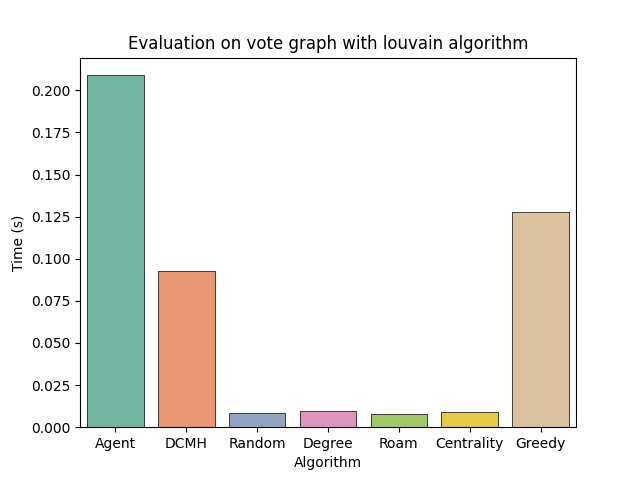 Evaluation on vote graph with louvain algorithm
Time (s)
0.200
0.175
0.150
0.125
0.100
0.075
0.050
0.025
0.000
Agent DCMH Random Degree Roam Centrality Greedy
Algorithm